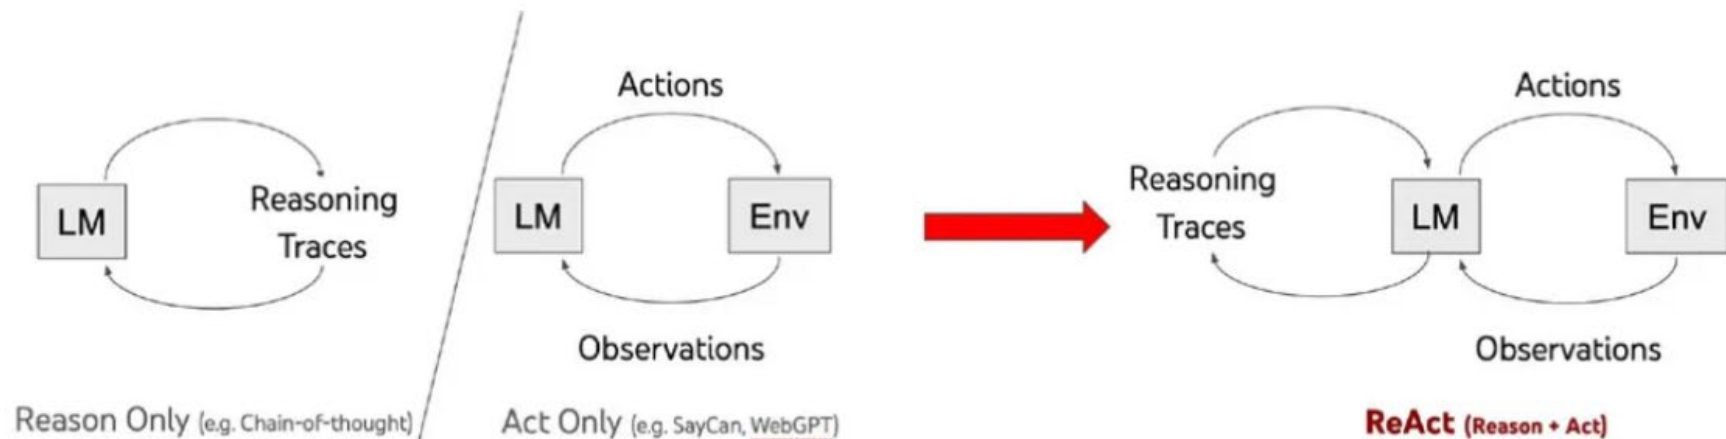 LM
Reasoning
Traces
Reason Only (e.g. Chain-of-thought)
Actions
LM
Env
Observations
Act Only (e.g. SayCan, WebGPT)
Reasoning
Traces
Actions
LM
Env
Observations
ReAct (Reason + Act)